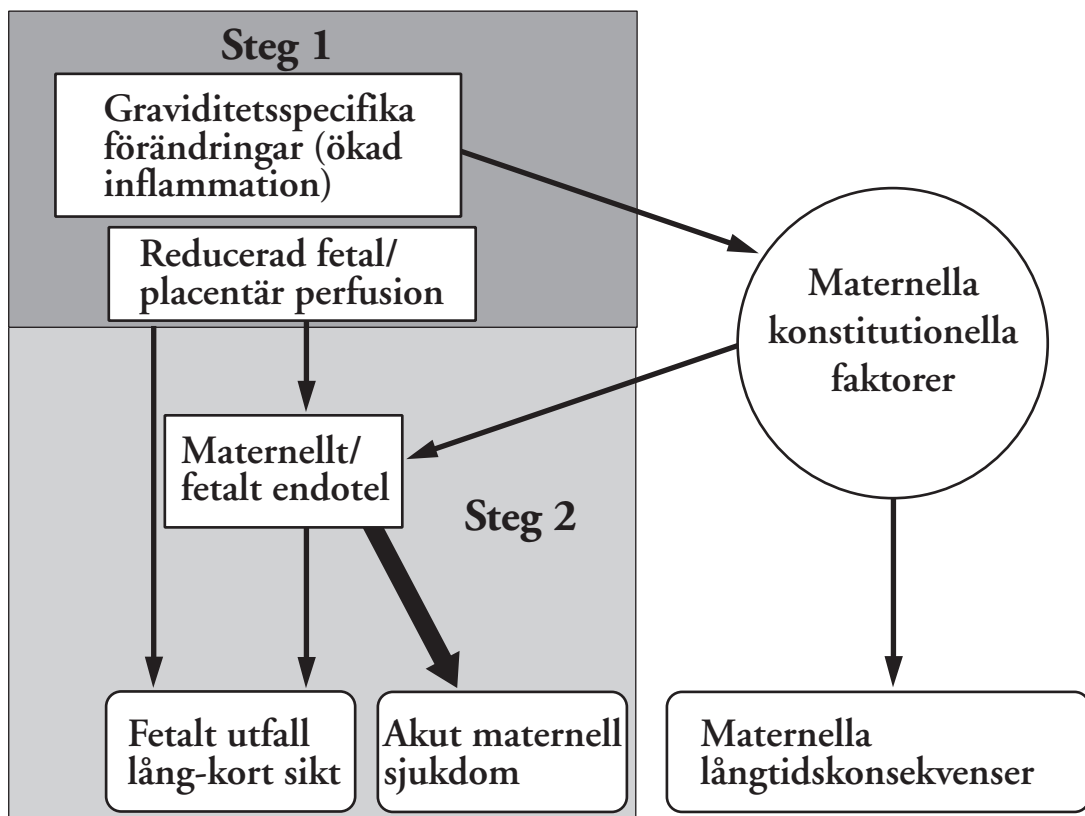 Steg 1
Graviditetsspecifika
förändringar (ökad
inflammation)
Reducerad fetal/
placentär perfusion
Maternella
konstitutionella
faktorer
Maternellt/
fetalt endotel
Steg 2
Fetalt utfall
lång-kort sikt
Akut maternell
sjukdom
Maternella
långtidskonsekvenser